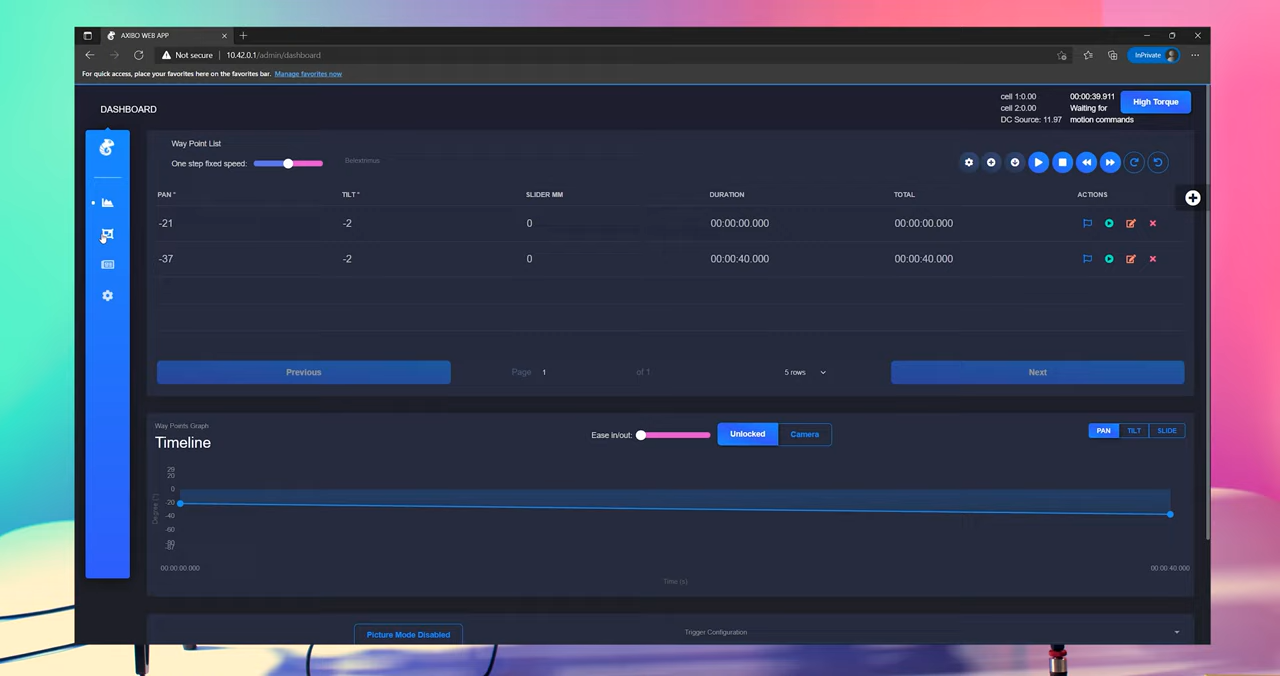 AXIBO WEB APP
Not secure 10.42.0.1/admin/dashboard
InPrivate
For quick access, place your favorites here on the favorites bar. Manage favorites now
DASHBOARD
cell 1:0.00
cell 2:0.00
DC Source: 11.97
00:00:39.911
Waiting for
motion commands
High Torque
Way Point List
One step fixed speed:
PAN TILT SLIDER MM DURATION TOTAL ACTIONS
-21 -2 0 00:00:00.000 00:00:00.000
-37 -2 0 00:00:40.000 00:00:40.000
Previous Page 1 of 1 5 rows Next
Way Points Graph
Timeline
Ease in/out: Unlocked Camera
PAN TILT SLIDE
29
20
0
-20
-40
-60
-80
Degree (°)
00:00:00.000 00:00:40.000
Time (s)
Picture Mode Disabled
Trigger Configuration